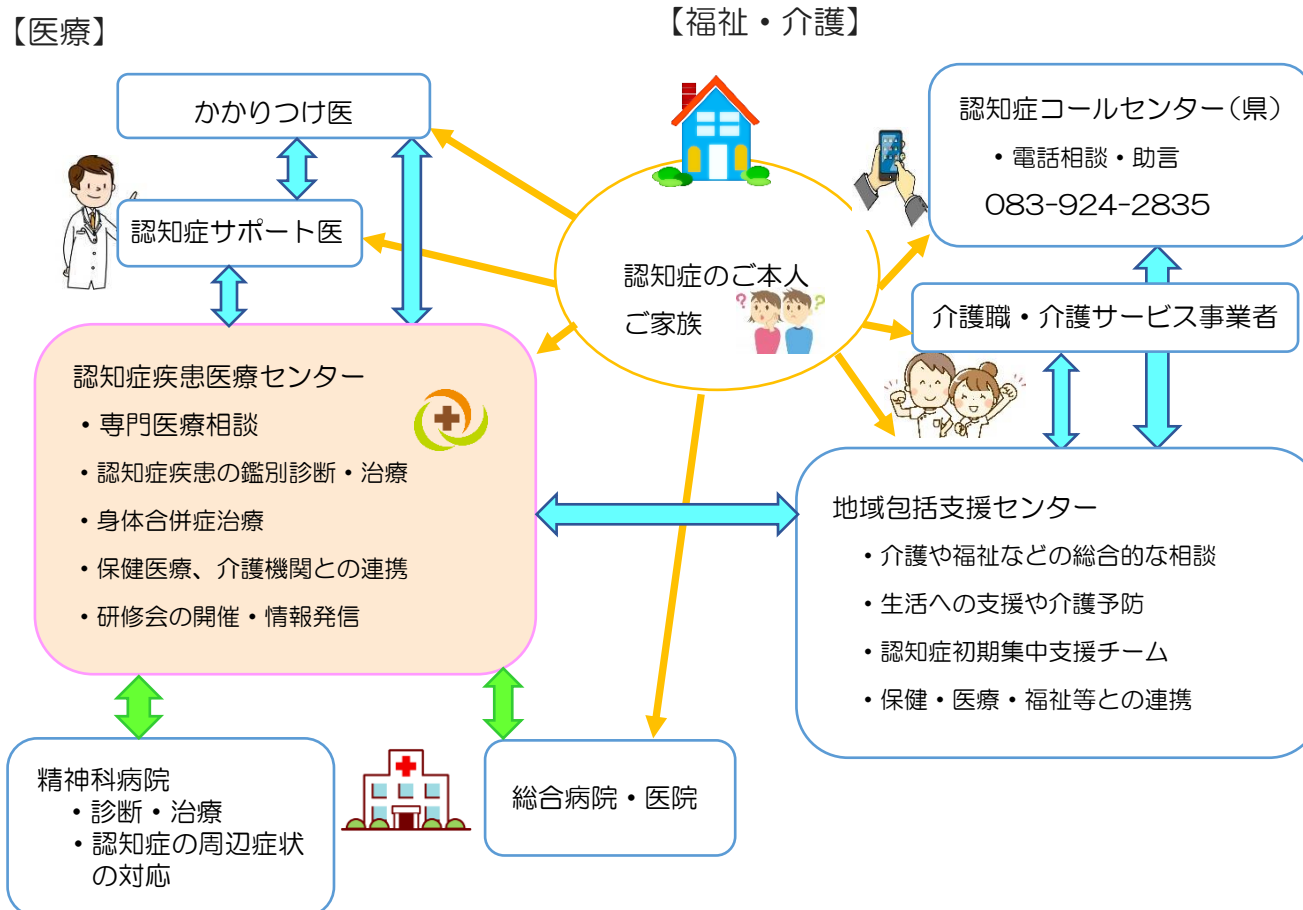 【医療】
【福祉・介護】
かかりつけ医
認知症サポート医
認知症のご本人
ご家族
認知症コールセンター(県)
・電話相談・助言
083-924-2835
介護職・介護サービス事業者
認知症疾患医療センター
・専門医療相談
・認知症疾患の鑑別診断・治療
・身体合併症治療
・保健医療、介護機関との連携
・研修会の開催・情報発信
地域包括支援センター
・介護や福祉などの総合的な相談
・生活への支援や介護予防
・認知症初期集中支援チーム
・保健・医療・福祉等との連携
精神科病院
・診断・治療
・認知症の周辺症状
の対応
総合病院・医院